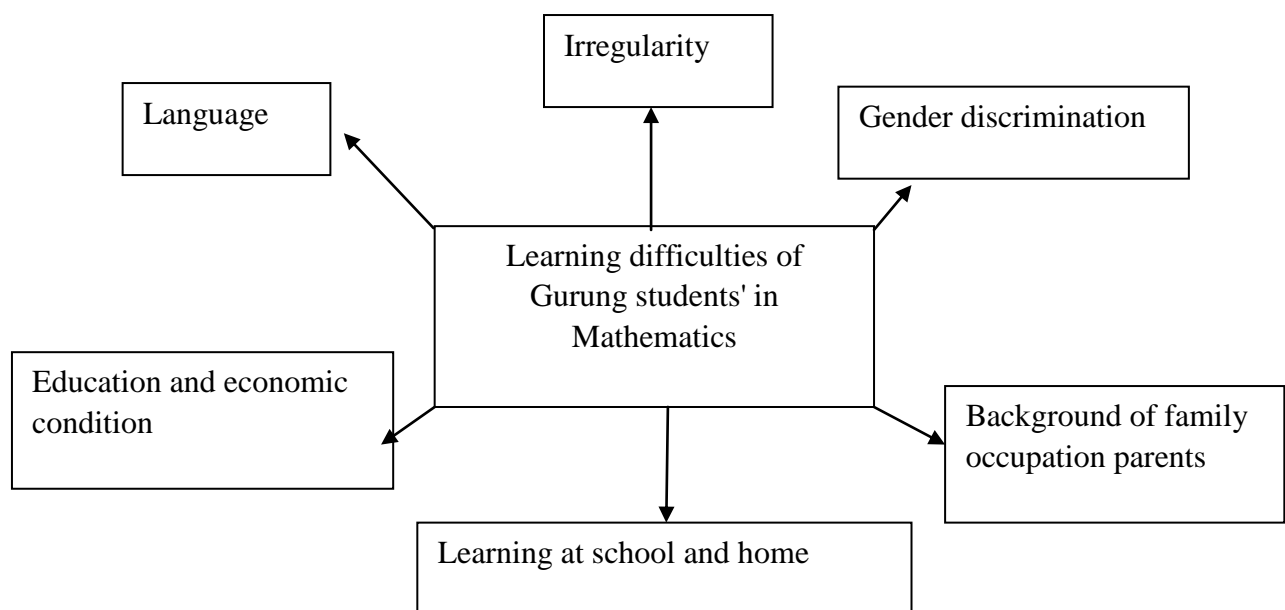 Irregularity
Language
Gender discrimination
Learning difficulties of
Gurung students' in
Mathematics
Education and economic
condition
Background of family
occupation parents
Learning at school and home